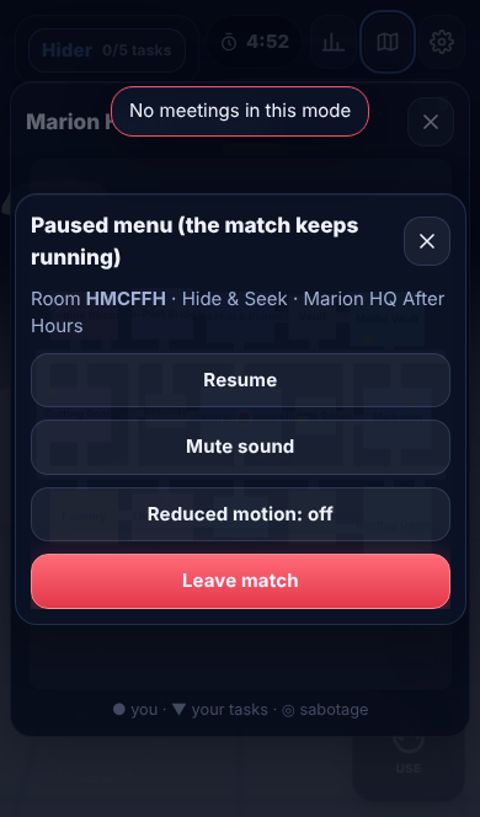 Hider 0/5 tasks
4:52
No meetings in this mode
Marion H
Paused menu (the match keeps
running)
Room HMCFFH · Hide & Seek · Marion HQ After
Hours
Resume
Mute sound
Reduced motion: off
Leave match
● you · ▼ your tasks · ◎ sabotage
USE